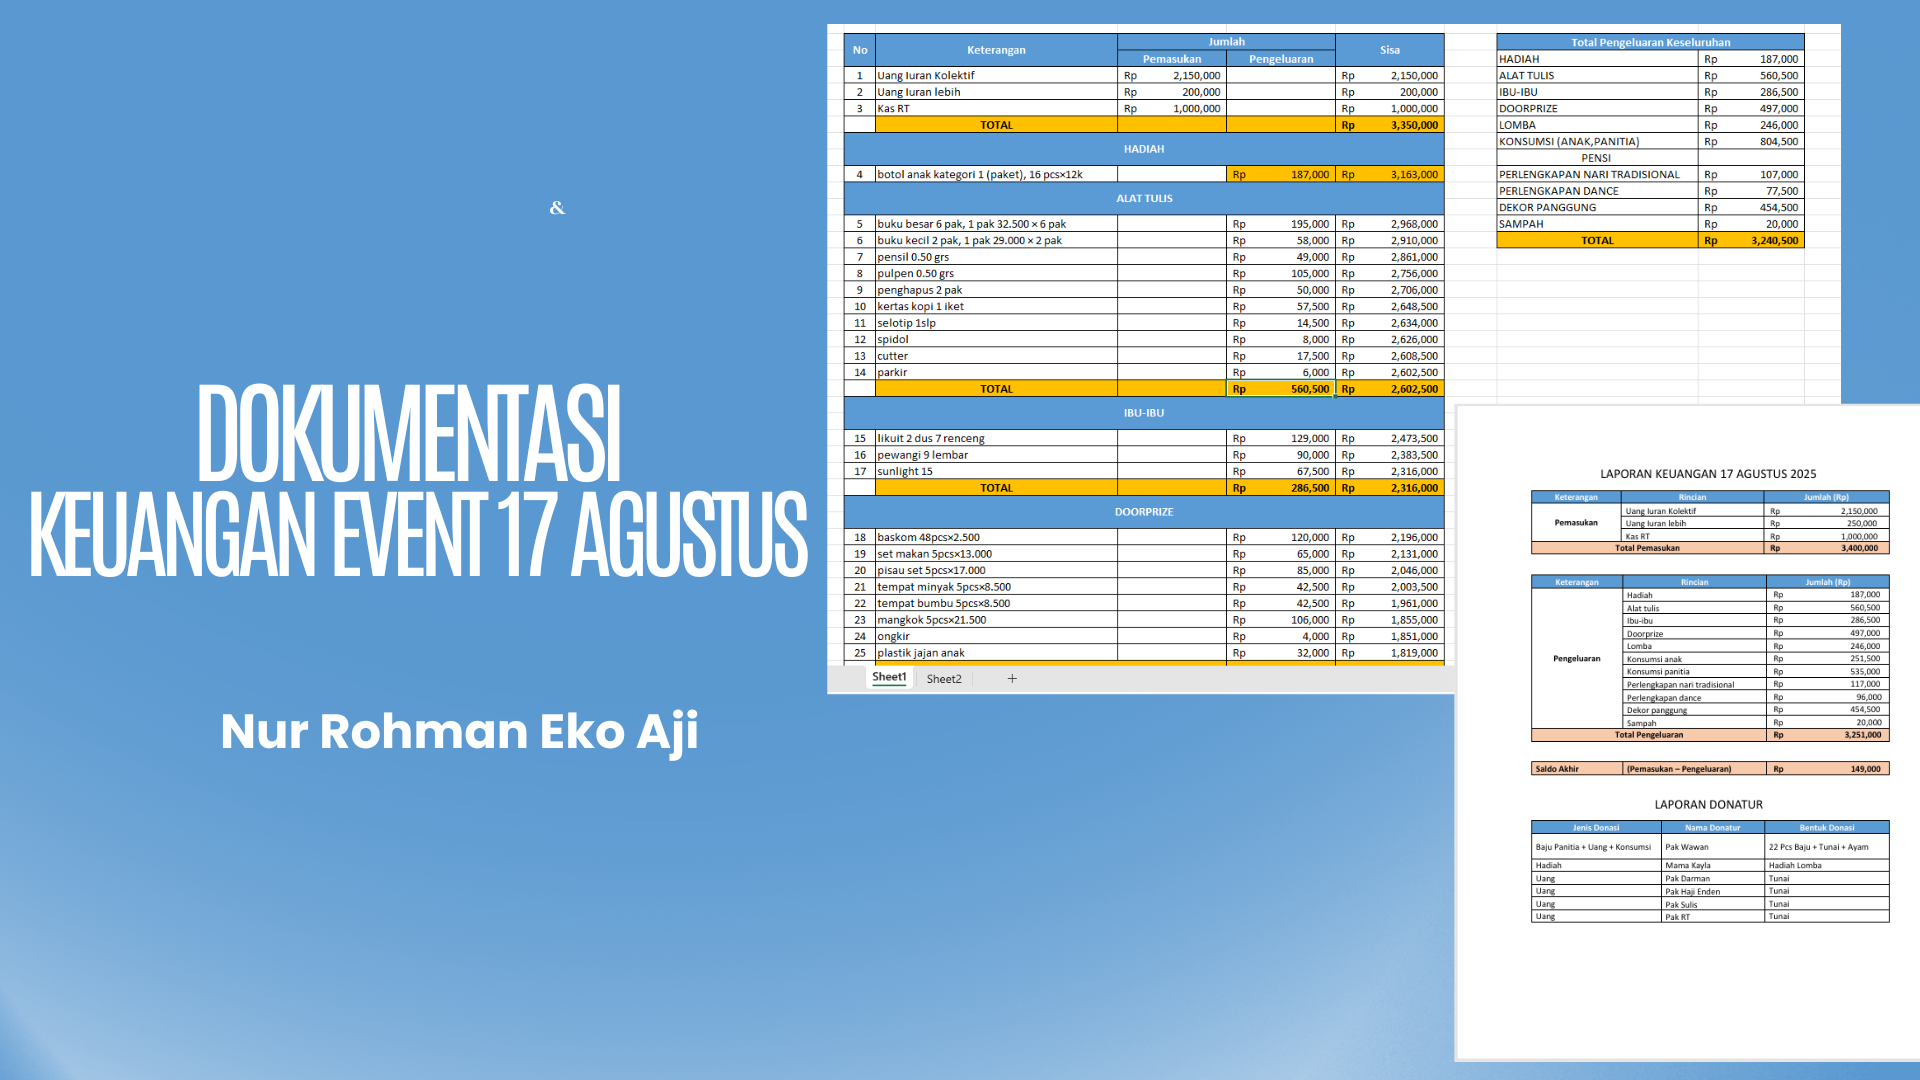 &
DOKUMENTASI
KEUANGAN EVENT 17 AGUSTUS
Nur Rohman Eko Aji
No Keterangan Jumlah Sisa
Pemasukan Pengeluaran
1 Uang Iuran Kolektif Rp 2,150,000 Rp 2,150,000
2 Uang Iuran lebih Rp 200,000 Rp 200,000
3 Kas RT Rp 1,000,000 Rp 1,000,000
TOTAL Rp 3,350,000
HADIAH
4 botol anak kategori 1 (paket), 16 pcs×12k Rp 187,000 Rp 3,163,000
ALAT TULIS
5 buku besar 6 pak, 1 pak 32.500 × 6 pak Rp 195,000 Rp 2,968,000
6 buku kecil 2 pak, 1 pak 29.000 × 2 pak Rp 58,000 Rp 2,910,000
7 pensil 0.50 grs Rp 49,000 Rp 2,861,000
8 pulpen 0.50 grs Rp 105,000 Rp 2,756,000
9 penghapus 2 pak Rp 50,000 Rp 2,706,000
10 kertas kopi 1 iket Rp 57,500 Rp 2,648,500
11 selotip 1slp Rp 14,500 Rp 2,634,000
12 spidol Rp 8,000 Rp 2,626,000
13 cutter Rp 17,500 Rp 2,608,500
14 parkir Rp 6,000 Rp 2,602,500
TOTAL Rp 560,500 Rp 2,602,500
IBU-IBU
15 likuit 2 dus 7 renceng Rp 129,000 Rp 2,473,500
16 pewangi 9 lembar Rp 90,000 Rp 2,383,500
17 sunlight 15 Rp 67,500 Rp 2,316,000
TOTAL Rp 286,500 Rp 2,316,000
DOORPRIZE
18 baskom 48pcs×2.500 Rp 120,000 Rp 2,196,000
19 set makan 5pcs×13.000 Rp 65,000 Rp 2,131,000
20 pisau set 5pcs×17.000 Rp 85,000 Rp 2,046,000
21 tempat minyak 5pcs×8.500 Rp 42,500 Rp 2,003,500
22 tempat bumbu 5pcs×8.500 Rp 42,500 Rp 1,961,000
23 mangkok 5pcs×21.500 Rp 106,000 Rp 1,855,000
24 ongkir Rp 4,000 Rp 1,851,000
25 plastik jajan anak Rp 32,000 Rp 1,819,000
Sheet1 Sheet2 +
Total Pengeluaran Keseluruhan
HADIAH Rp 187,000
ALAT TULIS Rp 560,500
IBU-IBU Rp 286,500
DOORPRIZE Rp 497,000
LOMBA Rp 246,000
KONSUMSI (ANAK,PANITIA) Rp 804,500
PENSI
PERLENGKAPAN NARI TRADISIONAL Rp 107,000
PERLENGKAPAN DANCE Rp 77,500
DEKOR PANGGUNG Rp 454,500
SAMPAH Rp 20,000
TOTAL Rp 3,240,500
LAPORAN KEUANGAN 17 AGUSTUS 2025
Keterangan Rincian Jumlah (Rp)
Pemasukan
Uang Iuran Kolektif Rp 2,150,000
Uang Iuran lebih Rp 250,000
Kas RT Rp 1,000,000
Total Pemasukan Rp 3,400,000
Keterangan Rincian Jumlah (Rp)
Pengeluaran
Hadiah Rp 187,000
Alat tulis Rp 560,500
Ibu-ibu Rp 286,500
Doorprize Rp 497,000
Lomba Rp 246,000
Konsumsi anak Rp 251,500
Konsumsi panitia Rp 535,000
Perlengkapan nari tradisional Rp 117,000
Perlengkapan dance Rp 96,000
Dekor panggung Rp 454,500
Sampah Rp 20,000
Total Pengeluaran Rp 3,251,000
Saldo Akhir (Pemasukan – Pengeluaran) Rp 149,000
LAPORAN DONATUR
Jenis Donasi Nama Donatur Bentuk Donasi
Baju Panitia + Uang + Konsumsi Pak Wawan 22 Pcs Baju + Tunai + Ayam
Hadiah Mama Kayla Hadiah Lomba
Uang Pak Darman Tunai
Uang Pak Haji Enden Tunai
Uang Pak Sulis Tunai
Uang Pak RT Tunai